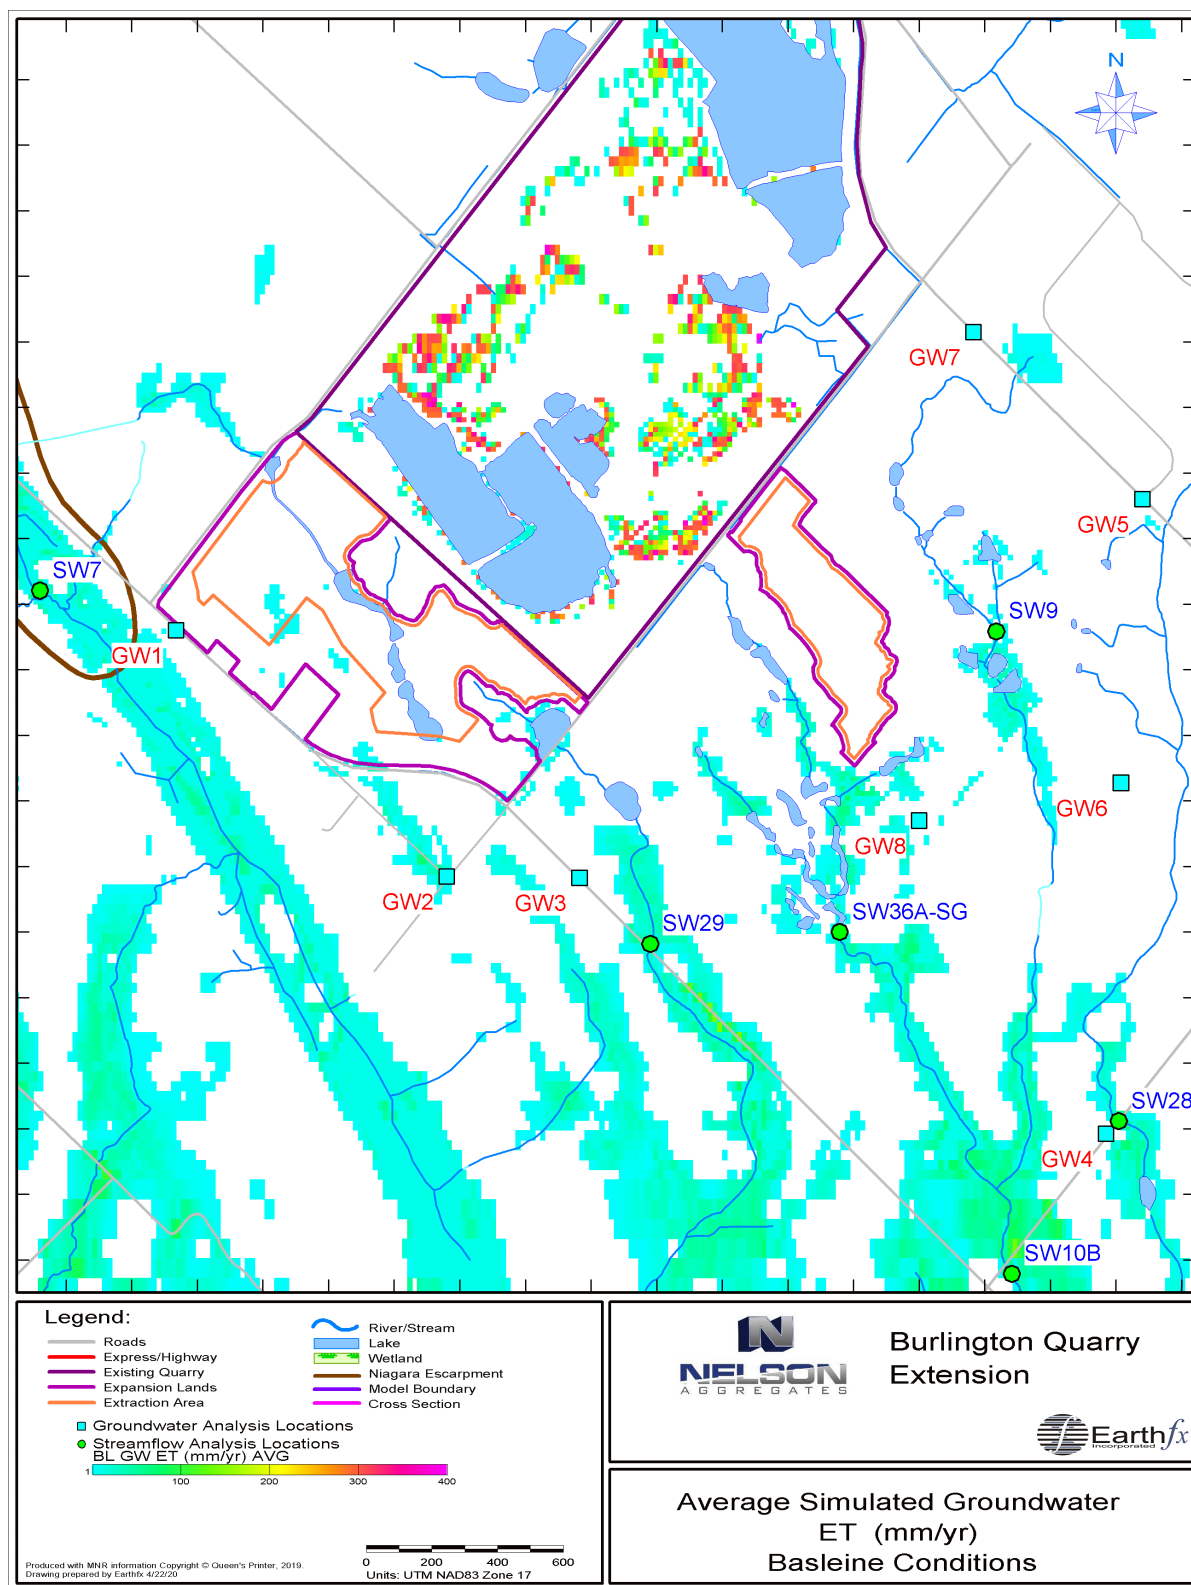 N
GW7
GW5
SW7
SW9
GW1
GW6
GW8
GW2
GW3
SW36A-SG
SW29
SW28
GW4
SW10B
Legend:
Roads
Express/Highway
Existing Quarry
Expansion Lands
Extraction Area
River/Stream
Lake
Wetland
Niagara Escarpment
Model Boundary
Cross Section
Groundwater Analysis Locations
Streamflow Analysis Locations
BL GW ET (mm/yr) AVG
1 100 200 300 400
0 200 400 600
Units: UTM NAD83 Zone 17
Produced with MNR information Copyright © Queen's Printer, 2019.
Drawing prepared by Earthfx 4/22/20
N
NELSON
AGGREGATES
Burlington Quarry
Extension
Earthfx
Incorporated
Average Simulated Groundwater
ET (mm/yr)
Basleine Conditions